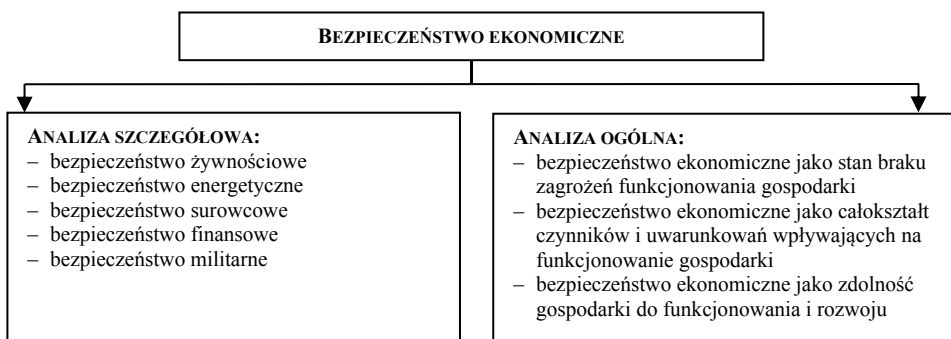 BEZPIECZEŃSTWO EKONOMICZNE
ANALIZA SZCZEGÓŁOWA:
– bezpieczeństwo żywnościowe
– bezpieczeństwo energetyczne
– bezpieczeństwo surowcowe
– bezpieczeństwo finansowe
– bezpieczeństwo militarne
ANALIZA OGÓLNA:
– bezpieczeństwo ekonomiczne jako stan braku
zagrożeń funkcjonowania gospodarki
– bezpieczeństwo ekonomiczne jako całokształt
czynników i uwarunkowań wpływających na
funkcjonowanie gospodarki
– bezpieczeństwo ekonomiczne jako zdolność
gospodarki do funkcjonowania i rozwoju